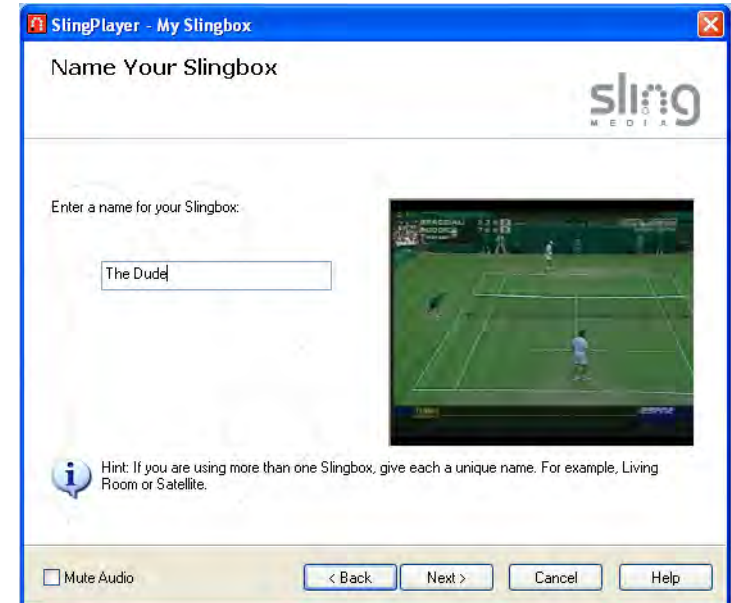 SlingPlayer - My Slingbox
Name Your Slingbox
sling
MEDIA
Enter a name for your Slingbox:
The Dude
Hint: If you are using more than one Slingbox, give each a unique name. For example, Living
Room or Satellite.
Mute Audio
< Back
Next >
Cancel
Help